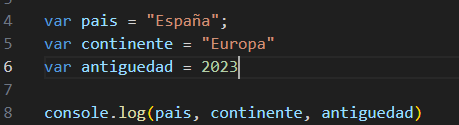 4 var pais = "España";
5 var continente = "Europa"
6 var antiguedad = 2023
7
8 console.log(pais, continente, antiguedad)